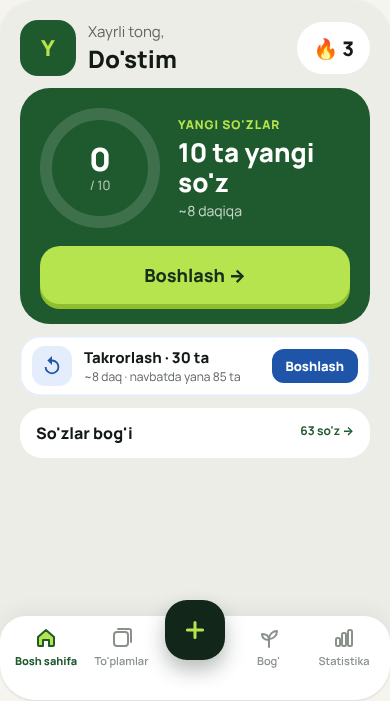 Y
Xayrli tong,
Do'stim
🔥 3
YANGI SO'ZLAR
10 ta yangi
so'z
0
/ 10
~8 daqiqa
Boshlash →
Takrorlash · 30 ta
~8 daq · navbatda yana 85 ta
Boshlash
So'zlar bog'i
63 so'z →
+
Bosh sahifa
To'plamlar
Bog'
Statistika